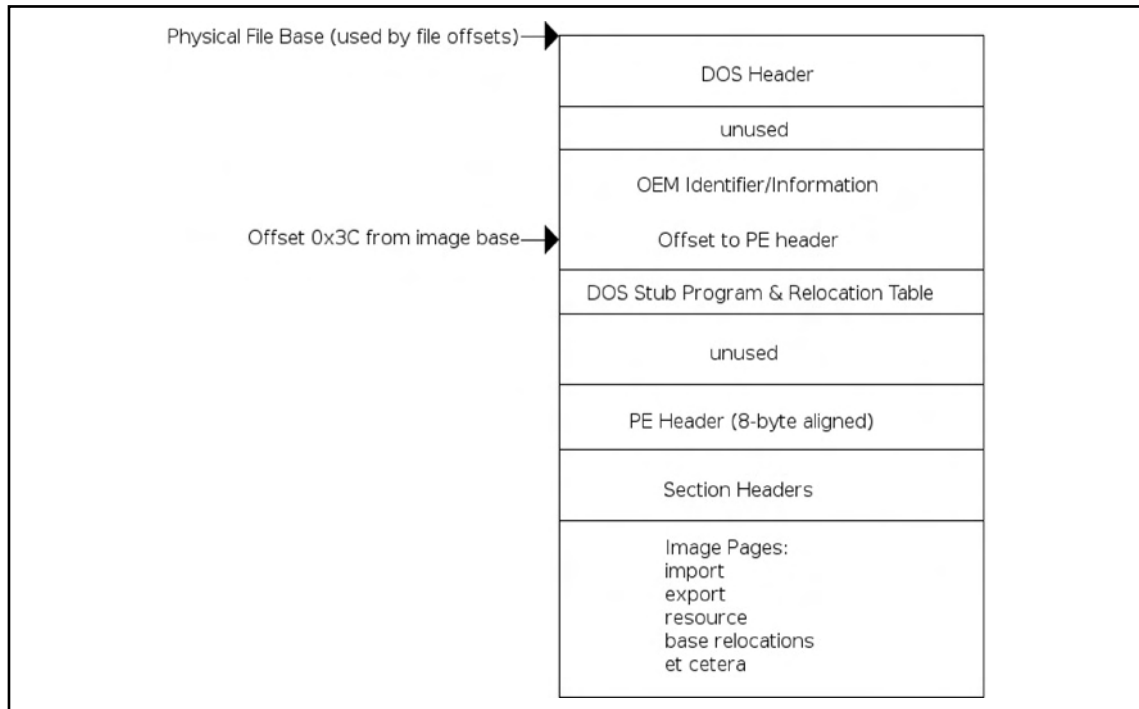 Physical File Base (used by file offsets)
DOS Header
unused
OEM Identifier/Information
Offset 0x3C from image base
Offset to PE header
DOS Stub Program & Relocation Table
unused
PE Header (8-byte aligned)
Section Headers
Image Pages:
import
export
resource
base relocations
et cetera